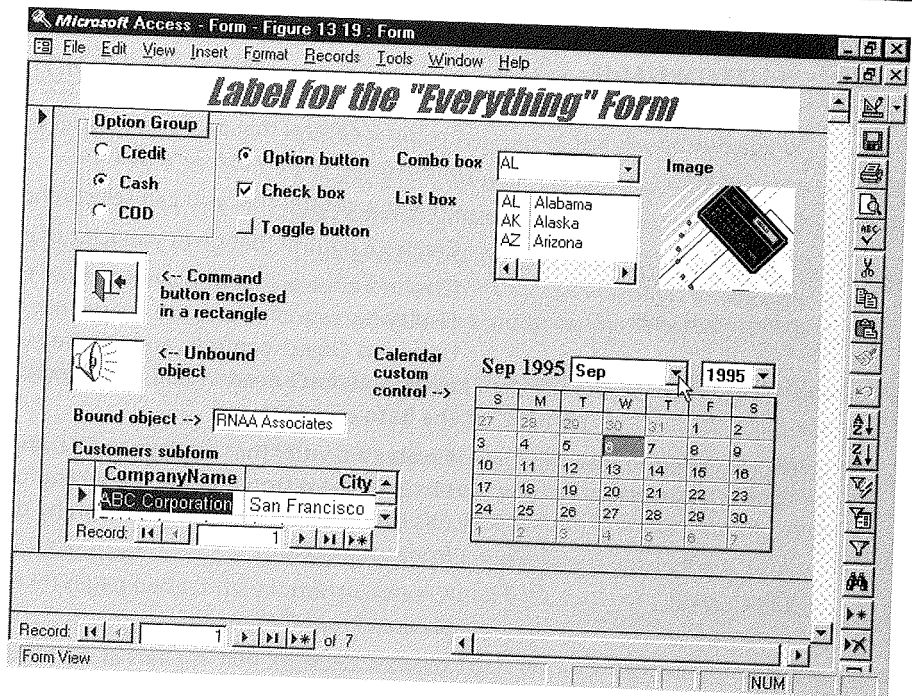 Microsoft Access - Form - Figure 13 19 : Form
File Edit View Insert Format Records Tools Window Help
Label for the "Everything" Form
Option Group
Credit
Cash
COD
Option button
Check box
Toggle button
Combo box AL
List box
AL Alabama
AK Alaska
AZ Arizona
Image
<-- Command
button enclosed
in a rectangle
<-- Unbound
object
Bound object --> RNAA Associates
Calendar
custom
control -->
Sep 1995 Sep 1995
S M T W T F S
27 28 29 30 31 1 2
3 4 5 6 7 8 9
10 11 12 13 14 15 16
17 18 19 20 21 22 23
24 25 26 27 28 29 30
1 2 3 4 5 6 7
Customers subform
CompanyName City
ABC Corporation San Francisco
Record: 1
Record: 1 of 7
Form View
NUM
ABC
A Z
Z A